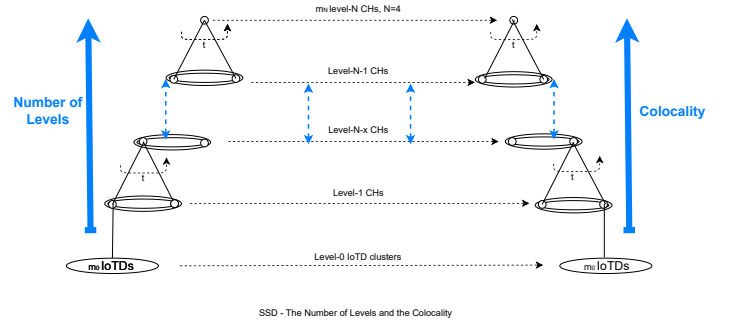 mN level-N CHs, N=4
t
t
Level-N-1 CHs
Number of
Levels
Colocality
Level-N-x CHs
t
t
Level-1 CHs
Level-0 IoTD clusters
m0 IoTDs
m0 IoTDs
SSD - The Number of Levels and the Colocality